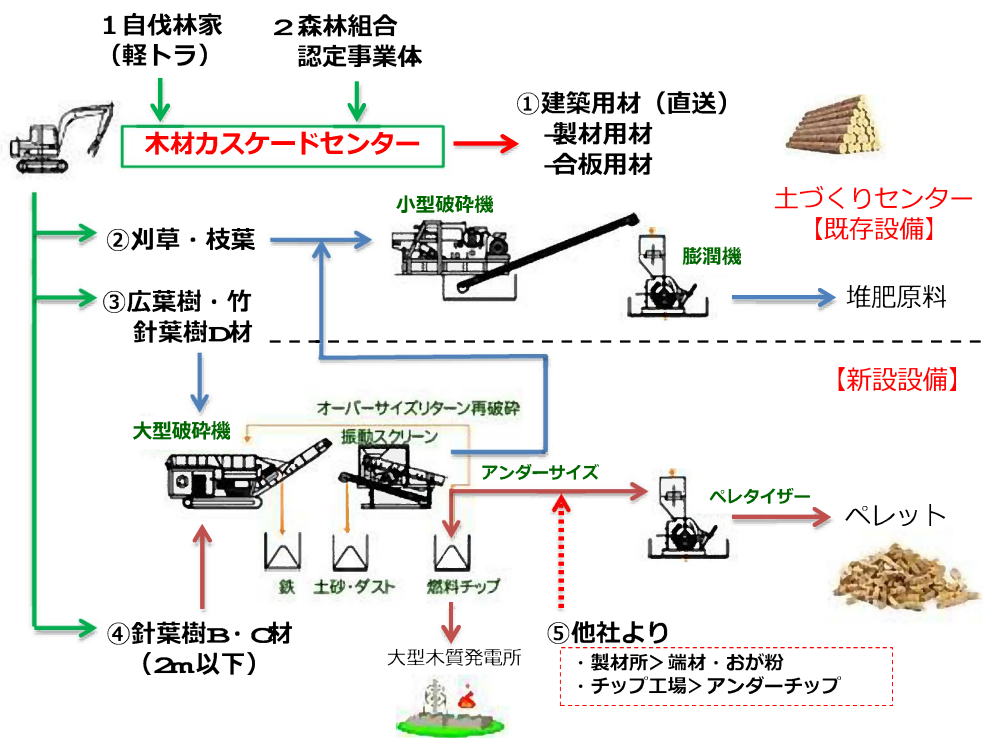 1自伐林家
（軽トラ）
2 森林組合
認定事業体
木材カスケードセンター
①建築用材（直送）
-製材用材
-合板用材
土づくりセンター
【既存設備】
小型破砕機
②刈草・枝葉
膨潤機
堆肥原料
③広葉樹・竹
針葉樹D材
【新設設備】
オーバーサイズリターン再破砕
大型破砕機
振動スクリーン
アンダーサイズ
ペレタイザー
ペレット
鉄
土砂・ダスト
燃料チップ
④針葉樹B・C材
（2m以下）
大型木質発電所
⑤他社より
・製材所＞端材・おが粉
・チップ工場＞アンダーチップ